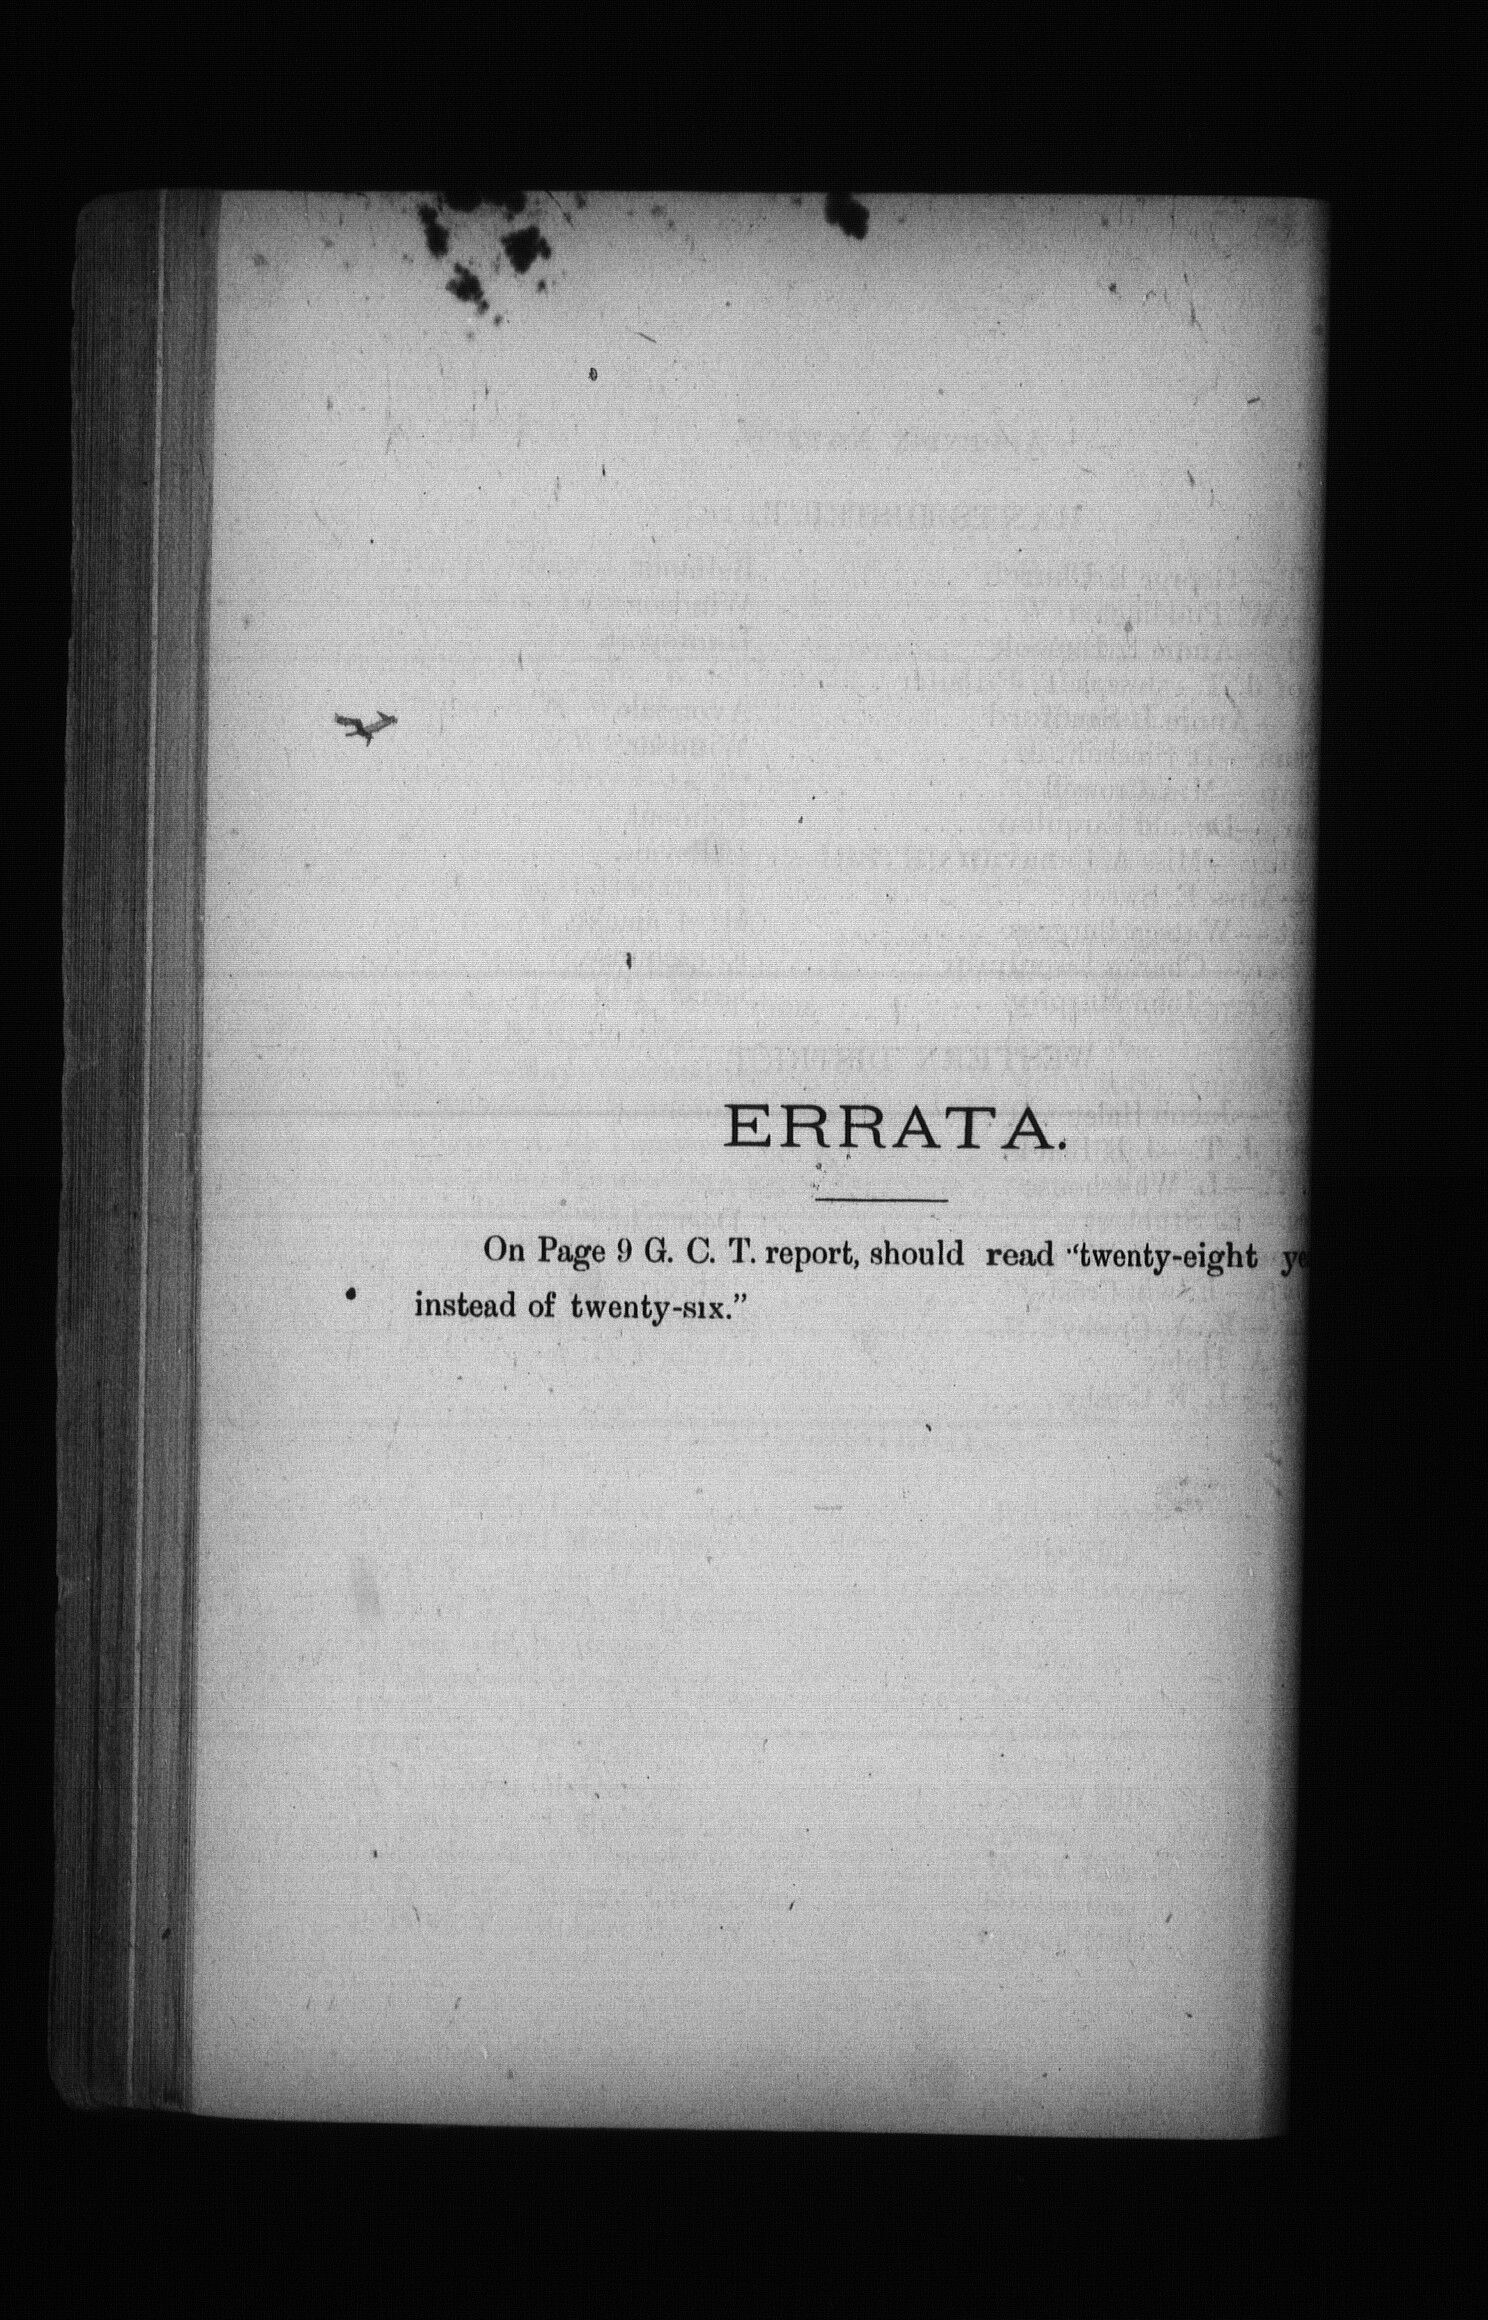 ERRATA.
On Page 9 G. C. T. report, should read "twenty-eight
instead of twenty-six."